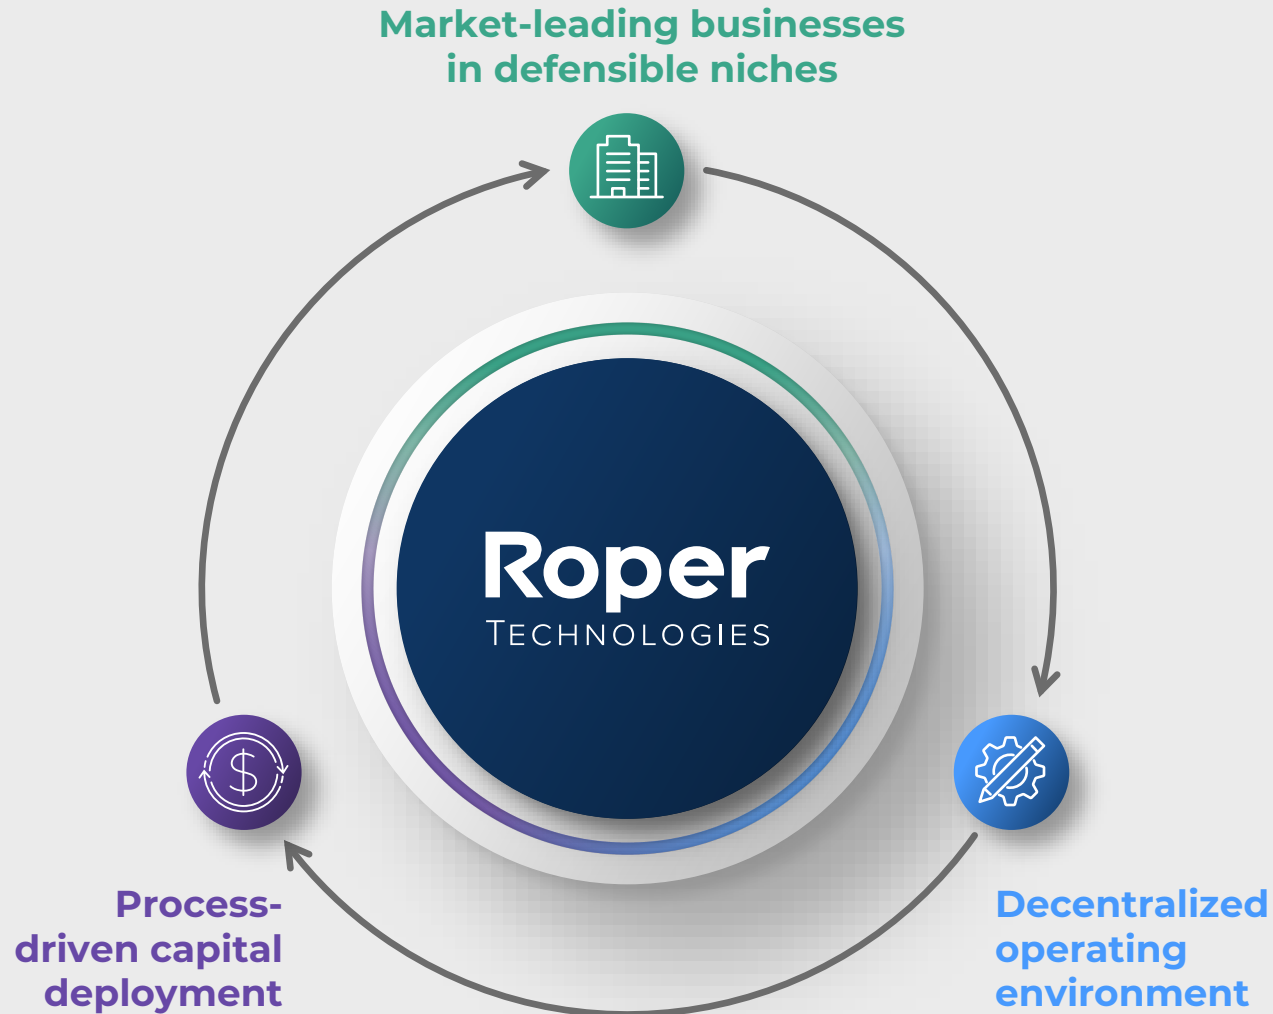 Market-leading businesses
in defensible niches
$
Roper
TECHNOLOGIES
Process-
driven capital
deployment
Decentralized
operating
environment